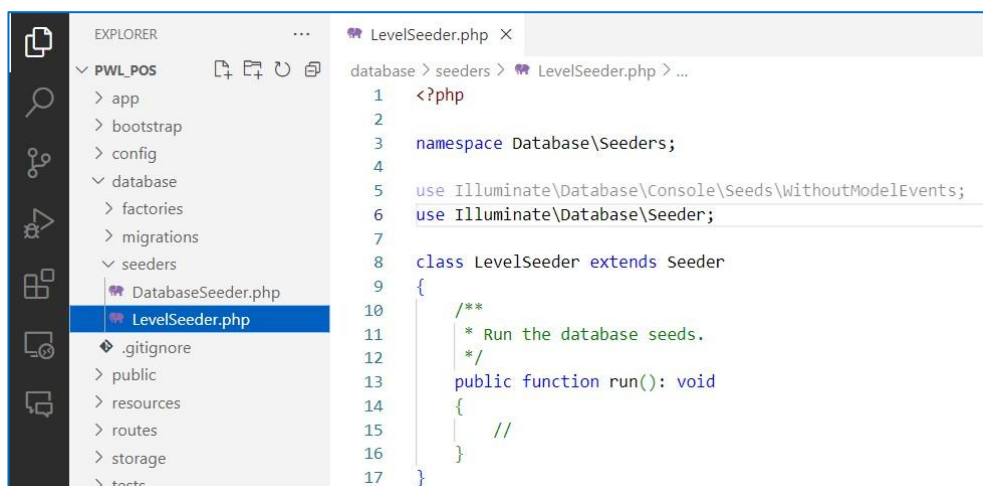 EXPLORER ...
PWL_POS
app
bootstrap
config
database
factories
migrations
seeders
DatabaseSeeder.php
LevelSeeder.php
.gitignore
public
resources
routes
storage
tests
LevelSeeder.php ×
database > seeders > LevelSeeder.php > ...
1 <?php
2
3 namespace Database\Seeders;
4
5 use Illuminate\Database\Console\Seeds\WithoutModelEvents;
6 use Illuminate\Database\Seeder;
7
8 class LevelSeeder extends Seeder
9 {
10 /**
11 * Run the database seeds.
12 */
13 public function run(): void
14 {
15 //
16 }
17 }